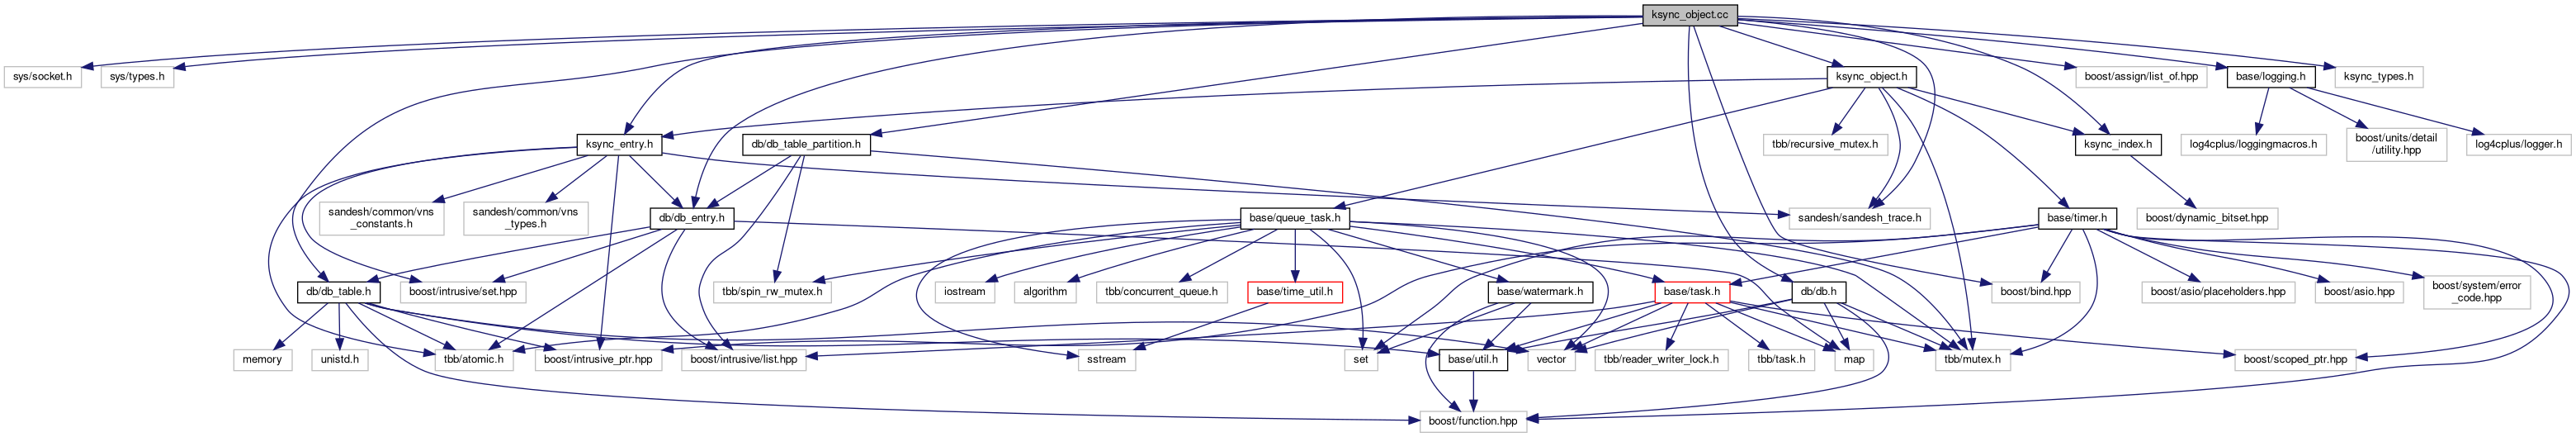 ksync_object.cc
sys/socket.h
sys/types.h
ksync_object.h
boost/assign/list_of.hpp
base/logging.h
ksync_types.h
ksync_entry.h
db/db_table_partition.h
tbb/recursive_mutex.h
ksync_index.h
log4cplus/loggingmacros.h
boost/units/detail
/utility.hpp
log4cplus/logger.h
sandesh/common/vns
_constants.h
sandesh/common/vns
_types.h
db/db_entry.h
base/queue_task.h
sandesh/sandesh_trace.h
base/timer.h
boost/dynamic_bitset.hpp
db/db_table.h
boost/intrusive/set.hpp
tbb/spin_rw_mutex.h
iostream
algorithm
tbb/concurrent_queue.h
base/time_util.h
base/watermark.h
base/task.h
db/db.h
boost/bind.hpp
boost/asio/placeholders.hpp
boost/asio.hpp
boost/system/error
_code.hpp
memory
unistd.h
tbb/atomic.h
boost/intrusive_ptr.hpp
boost/intrusive/list.hpp
sstream
set
base/util.h
vector
tbb/reader_writer_lock.h
tbb/task.h
map
tbb/mutex.h
boost/scoped_ptr.hpp
boost/function.hpp